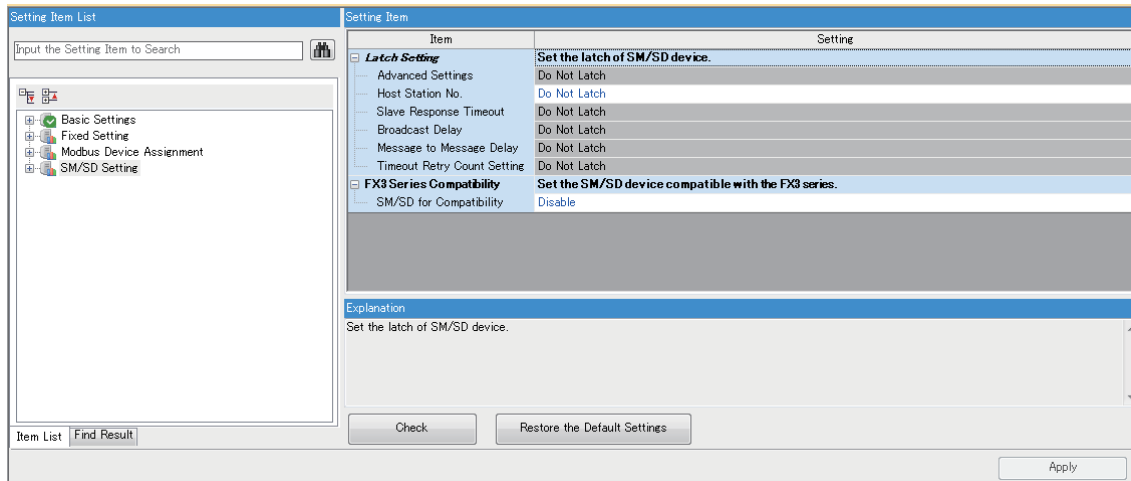 Setting Item List
Input the Setting Item to Search
Basic Settings
Fixed Setting
Modbus Device Assignment
SM/SD Setting
Item List Find Result
Setting Item
Item Setting
Latch Setting Set the latch of SM/SD device.
Advanced Settings Do Not Latch
Host Station No. Do Not Latch
Slave Response Timeout Do Not Latch
Broadcast Delay Do Not Latch
Message to Message Delay Do Not Latch
Timeout Retry Count Setting Do Not Latch
FX3 Series Compatibility Set the SM/SD device compatible with the FX3 series.
SM/SD for Compatibility Disable
Explanation
Set the latch of SM/SD device.
Check Restore the Default Settings
Apply